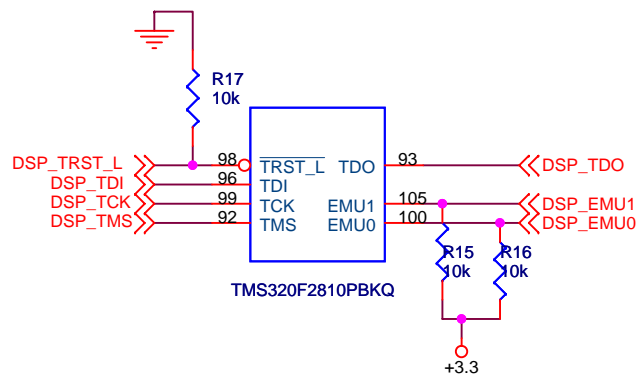 R17
10k
DSP_TRST_L 98 TRST_L TDO 93 DSP_TDO
DSP_TDI 96 TDI
DSP_TCK 99 TCK EMU1 105 DSP_EMU1
DSP_TMS 92 TMS EMU0 100 DSP_EMU0
R15 R16
10k 10k
TMS320F2810PBKQ
+3.3